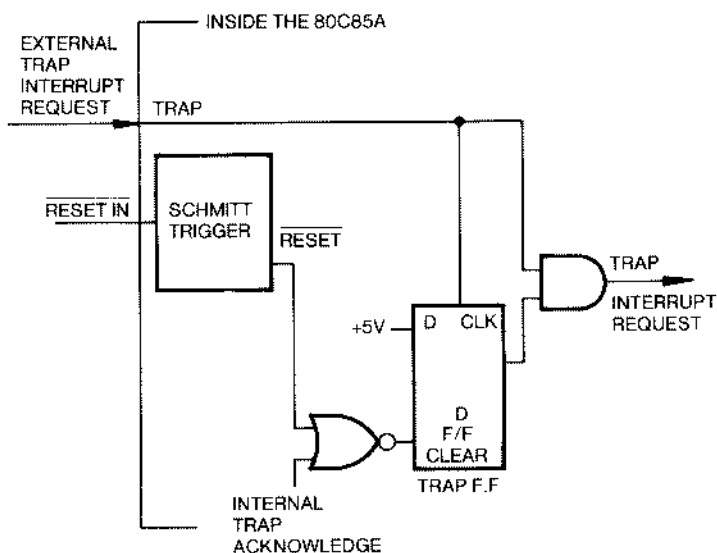 INSIDE THE 80C85A
EXTERNAL
TRAP
INTERRUPT
REQUEST
TRAP
RESET IN
SCHMITT
TRIGGER
RESET
TRAP
INTERRUPT
REQUEST
+5V
D CLK
D
F/F
CLEAR
TRAP F.F
INTERNAL
TRAP
ACKNOWLEDGE